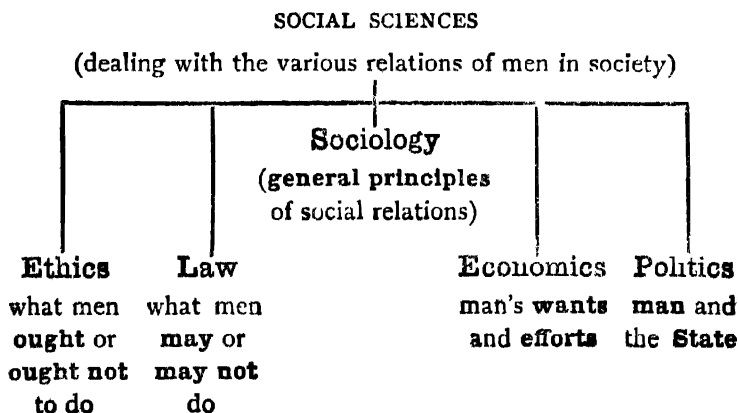 SOCIAL SCIENCES
(dealing with the various relations of men in society)
Sociology
(general principles
of social relations)
Ethics
what men
ought or
ought not
to do
Law
what men
may or
may not
do
Economics
man's wants
and efforts
Politics
man and
the State